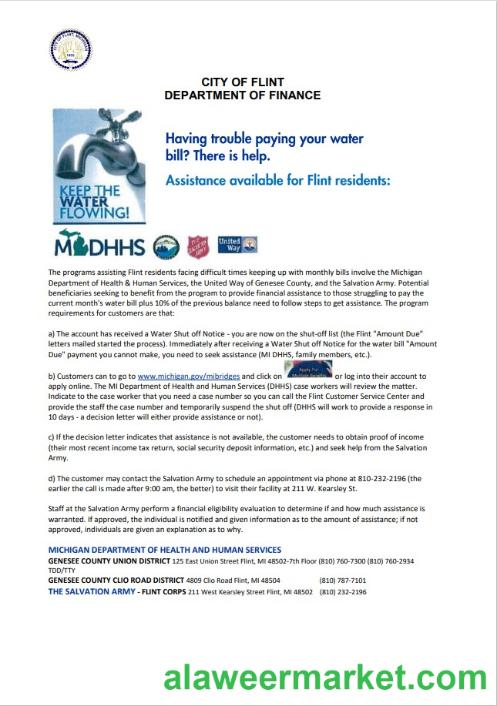 CITY OF FLINT
DEPARTMENT OF FINANCE
Having trouble paying your water
bill? There is help.
Assistance available for Flint residents:
KEEP THE
WATER
FLOWING!
MDHHS
United
Way
The programs assisting Flint residents facing difficult times keeping up with monthly bills involve the Michigan
Department of Health & Human Services, the United Way of Genesee County, and the Salvation Army. Potential
beneficiaries seeking to benefit from the program to provide financial assistance to those struggling to pay the
current month's water bill plus 10% of the previous balance need to follow steps to get assistance. The program
requirements for customers are that:
a) The account has received a Water Shut off Notice - you are now on the shut-off list (the Flint "Amount Due"
letters mailed started the process). Immediately after receiving a Water Shut off Notice for the water bill "Amount
Due" payment you cannot make, you need to seek assistance (MI DHHS, family members, etc.).
b) Customers can go to www.michigan.gov/mibridges and click on or log into their account to
apply online. The MI Department of Health and Human Services (DHHS) case workers will review the matter.
Indicate to the case worker that you need a case number so you can call the Flint Customer Service Center and
provide the staff the case number and temporarily suspend the shut off (DHHS will work to provide a response in
10 days - a decision letter will either provide assistance or not).
c) If the decision letter indicates that assistance is not available, the customer needs to obtain proof of income
(their most recent income tax return, social security deposit information, etc.) and seek help from the Salvation
Army.
d) The customer may contact the Salvation Army to schedule an appointment via phone at 810-232-2196 (the
earlier the call is made after 9:00 am, the better) to visit their facility at 211 W. Kearsley St.
Staff at the Salvation Army perform a financial eligibility evaluation to determine if and how much assistance is
warranted. If approved, the individual is notified and given information as to the amount of assistance; if not
approved, individuals are given an explanation as to why.
MICHIGAN DEPARTMENT OF HEALTH AND HUMAN SERVICES
GENESEE COUNTY UNION DISTRICT 125 East Union Street Flint, MI 48502-7th Floor (810) 760-7300 (810) 760-2934
TDD/TTY
GENESEE COUNTY CLIO ROAD DISTRICT 4809 Clio Road Flint, MI 48504 (810) 787-7101
THE SALVATION ARMY - FLINT CORPS 211 West Kearsley Street Flint, MI 48502 (810) 232-2196
alaweermarket.com